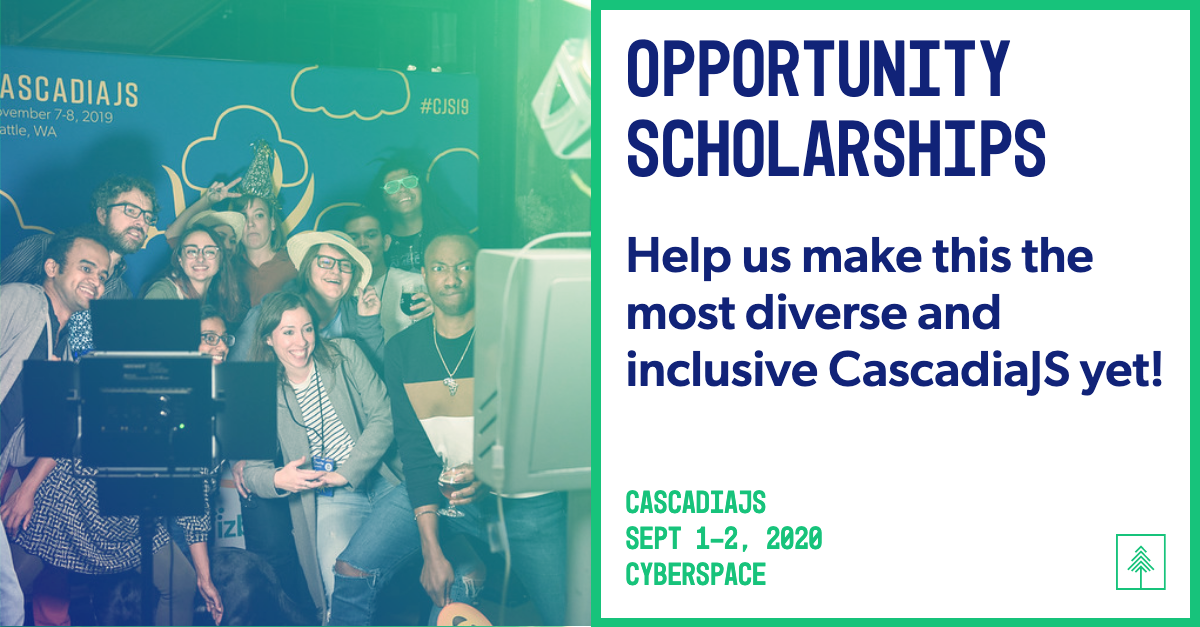 ASCADIAJS
ovember 7-8, 2019
attle, WA
#CJS19
OPPORTUNITY
SCHOLARSHIPS
Help us make this the
most diverse and
inclusive CascadiaJS yet!
CASCADIAJS
SEPT 1-2, 2020
CYBERSPACE